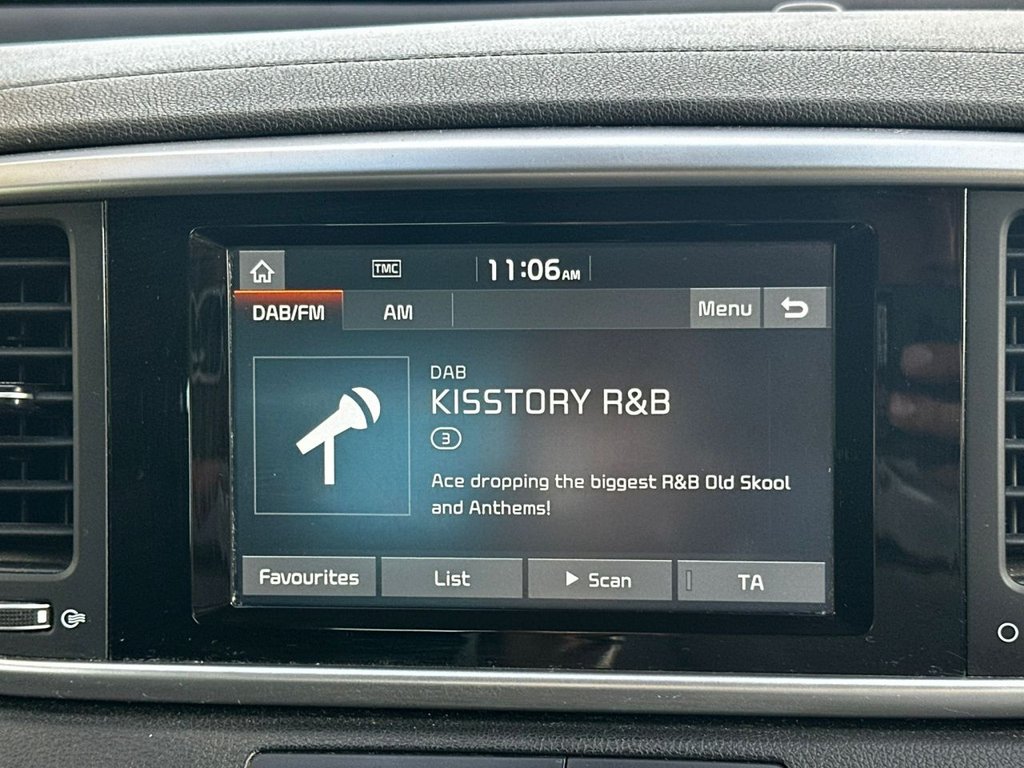 TMC
11:06AM
DAB/FM
AM
Menu
DAB
KISSTORY R&B
3
Ace dropping the biggest R&B Old Skool
and Anthems!
Favourites
List
Scan
TA